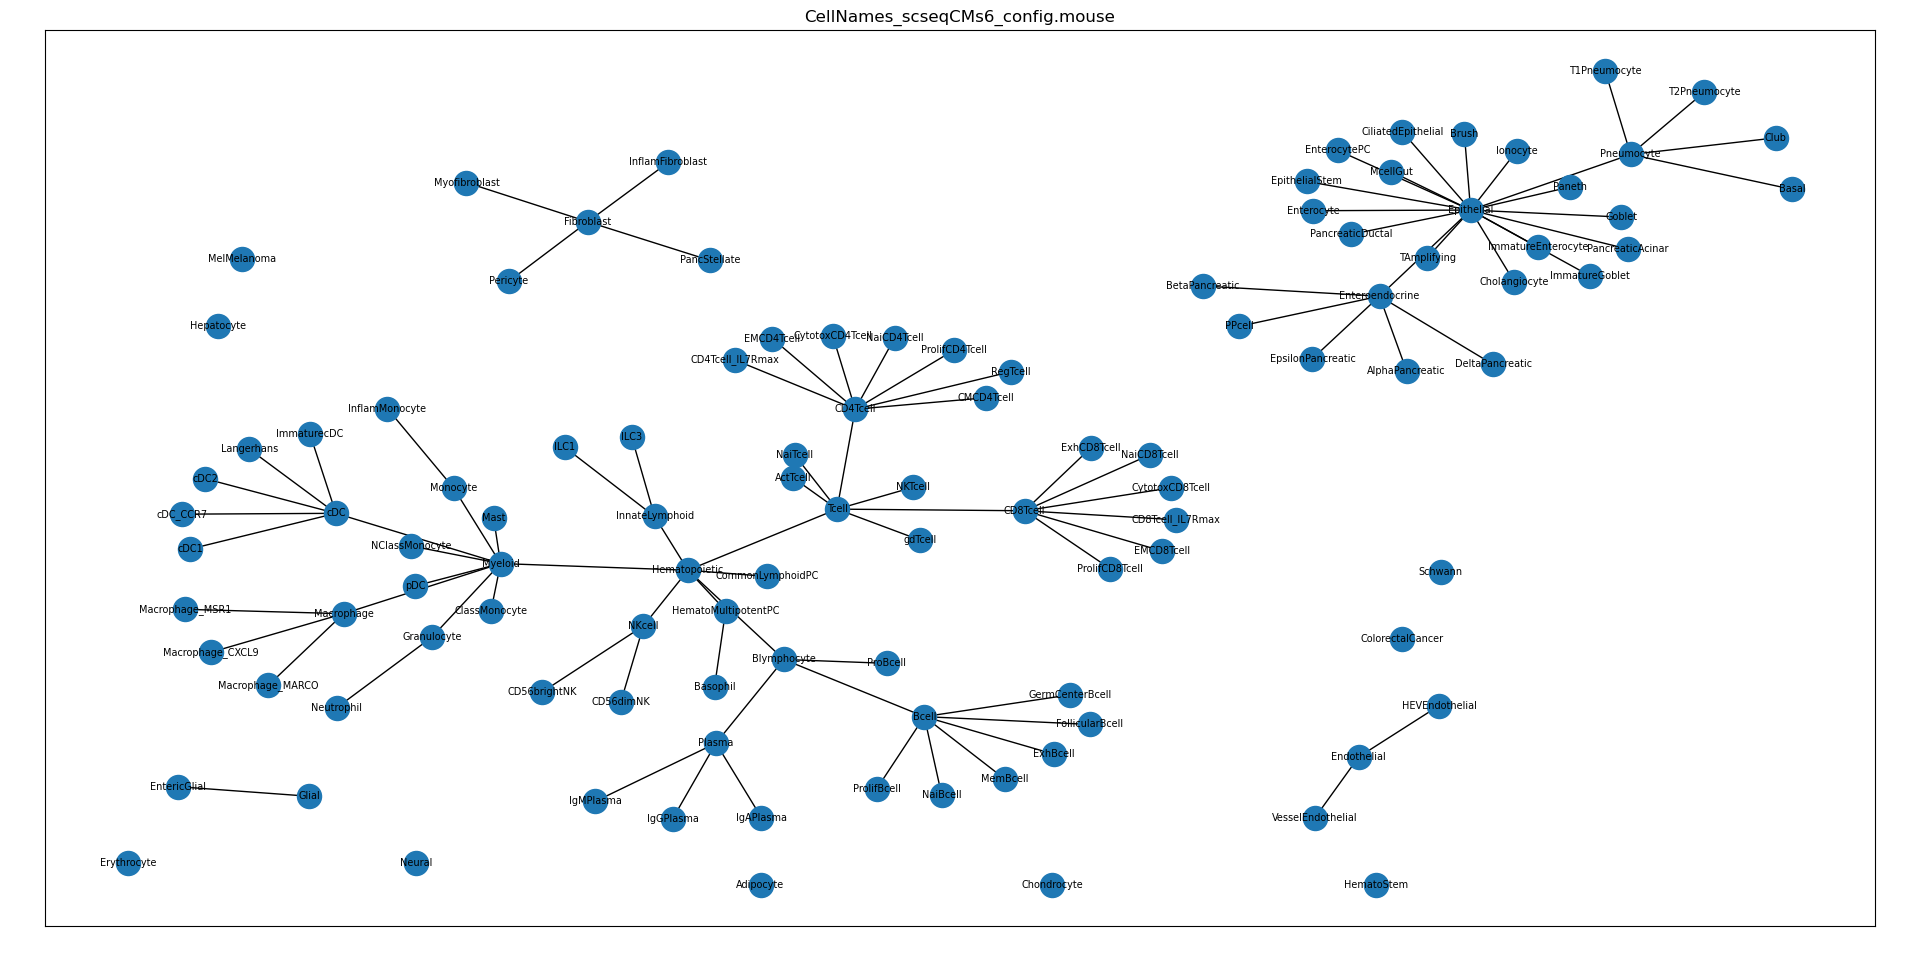 CellNames_scseqCMs6_config.mouse
T1Pneumocyte
T2Pneumocyte
CiliatedEpithelial
Brush
Club
EnterocytePC
Ionocyte
Pneumocyte
InflamFibroblast
McellGut
Myofibroblast
EpithelialStem
Paneth
Basal
Enterocyte
Epithelial
Goblet
Fibroblast
PancreaticDuctal
ImmatureEnterocyte
PancreaticAcinar
MelMelanoma
PancStellate
TAmplifying
Pericyte
ImmatureGoblet
Cholangiocyte
BetaPancreatic
Enteroendocrine
Hepatocyte
PPcell
EMCD4Tcell
CytotoxCD4Tcell
NaiCD4Tcell
ProlifCD4Tcell
CD4Tcell_IL7Rmax
EpsilonPancreatic
DeltaPancreatic
RegTcell
AlphaPancreatic
CMCD4Tcell
InflamMonocyte
CD4Tcell
ImmaturecDC
ILC3
Langerhans
ILC1
ExhCD8Tcell
NaiTcell
NaiCD8Tcell
cDC2
ActTcell
Monocyte
NKTcell
CytotoxCD8Tcell
cDC_CCR7
cDC
Mast
InnateLymphoid
Tcell
CD8Tcell
CD8Tcell_IL7Rmax
cDC1
NClassMonocyte
gdTcell
EMCD8Tcell
Myeloid
Hematopoietic
CommonLymphoidPC
ProlifCD8Tcell
Schwann
pDC
Macrophage_MSR1
Macrophage
ClassMonocyte
HematoMultipotentPC
NKcell
Granulocyte
ColorectalCancer
Macrophage_CXCL9
Blymphocyte
ProBcell
Macrophage_MARCO
Basophil
CD56brightNK
CD56dimNK
GermCenterBcell
Neutrophil
HEVEndothelial
Bcell
FollicularBcell
Plasma
ExhBcell
Endothelial
MemBcell
EntericGlial
Glial
ProlifBcell
NaiBcell
IgMPlasma
IgGPlasma
IgAPlasma
VesselEndothelial
Erythrocyte
Neural
Adipocyte
Chondrocyte
HematoStem